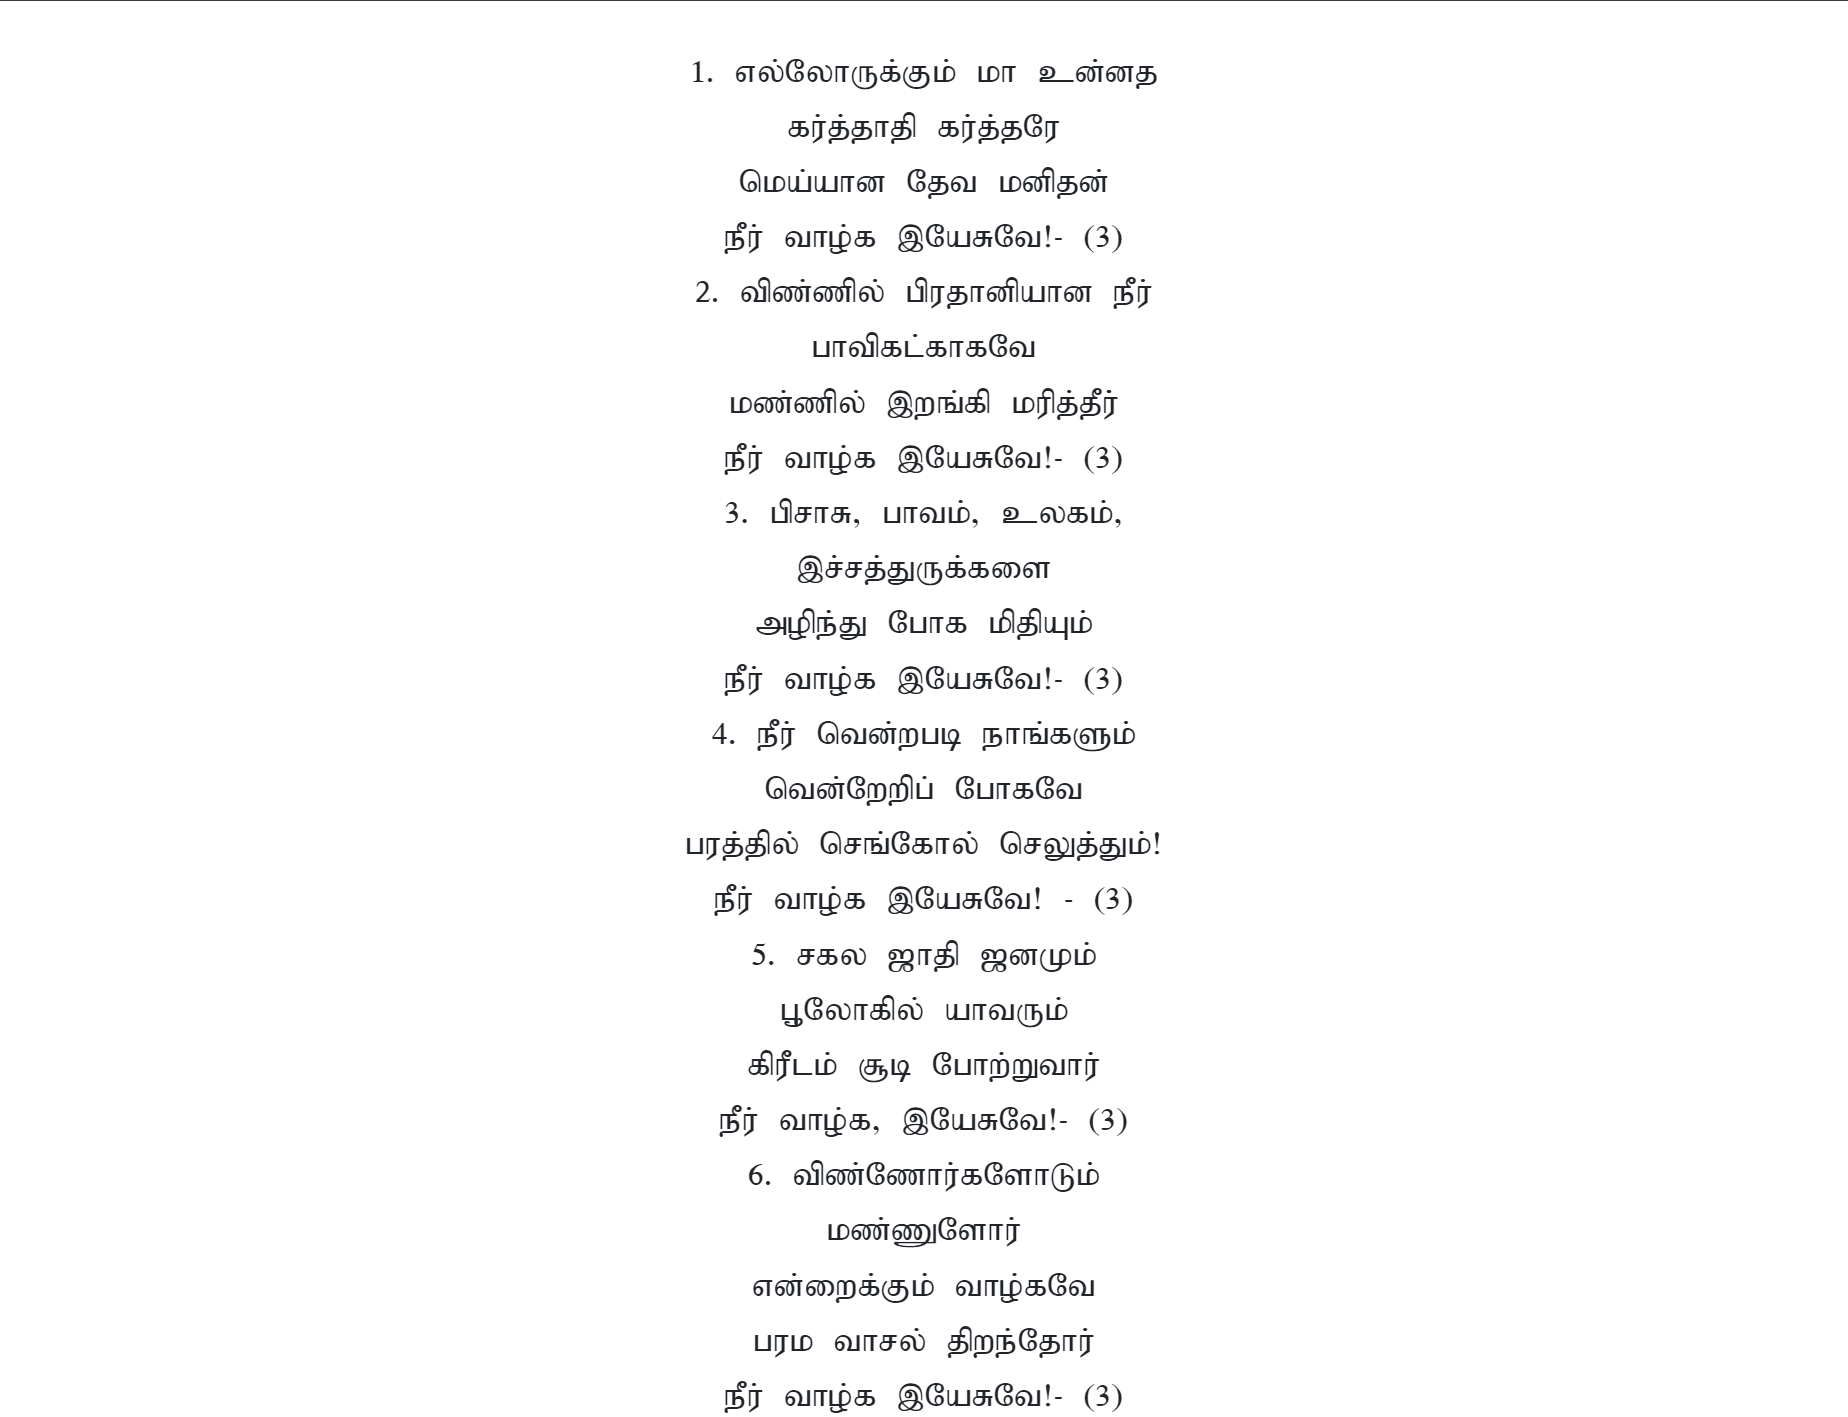 1. எல்லோருக்கும் மா உன்னத
கர்த்தாதி கர்த்தரே
மெய்யான தேவ மனிதன்
நீர் வாழ்க இயேசுவே!- (3)
2. விண்ணில் பிரதானியான நீர்
பாவிகட்காகவே
மண்ணில் இறங்கி மரித்தீர்
நீர் வாழ்க இயேசுவே!- (3)
3. பிசாசு, பாவம், உலகம்,
இச்சத்துருக்களை
அழிந்து போக மிதியும்
நீர் வாழ்க இயேசுவே!- (3)
4. நீர் வென்றபடி நாங்களும்
வென்றேறிப் போகவே
பரத்தில் செங்கோல் செலுத்தும்!
நீர் வாழ்க இயேசுவே! - (3)
5. சகல ஜாதி ஜனமும்
பூலோகில் யாவரும்
கிரீடம் சூடி போற்றுவார்
நீர் வாழ்க, இயேசுவே!- (3)
6. விண்ணோர்களோடும்
மண்ணுளோர்
என்றைக்கும் வாழ்கவே
பரம வாசல் திறந்தோர்
நீர் வாழ்க இயேசுவே!- (3)